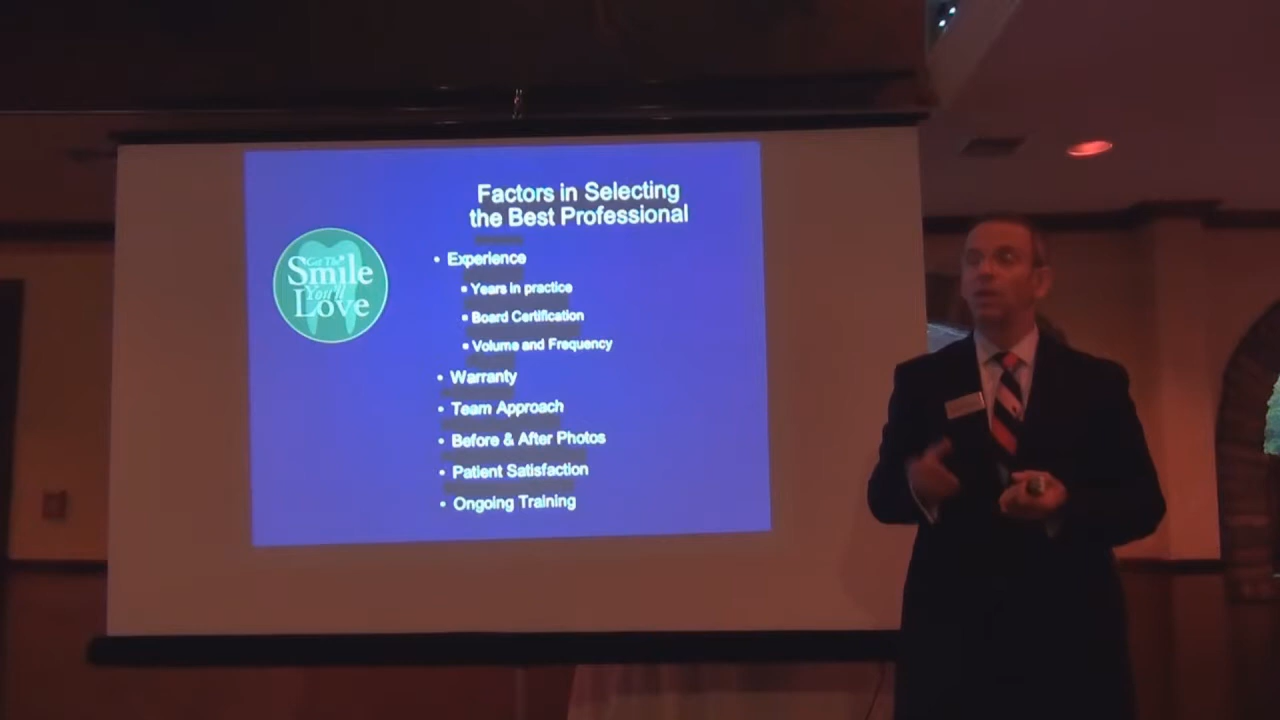 Factors in Selecting
the Best Professional
Get The
Smile
You'll
Love
• Experience
▪ Years in practice
▪ Board Certification
▪ Volume and Frequency
• Warranty
• Team Approach
• Before & After Photos
• Patient Satisfaction
• Ongoing Training